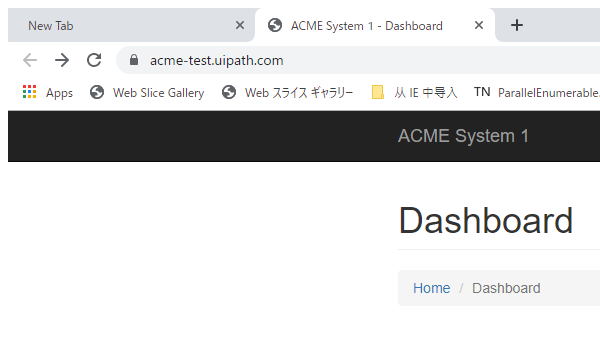 New Tab ACME System 1 - Dashboard
acme-test.uipath.com
Apps Web Slice Gallery Web スライス ギャラリー 从 IE 中导入 TN ParallelEnumerable.
ACME System 1
Dashboard
Home / Dashboard